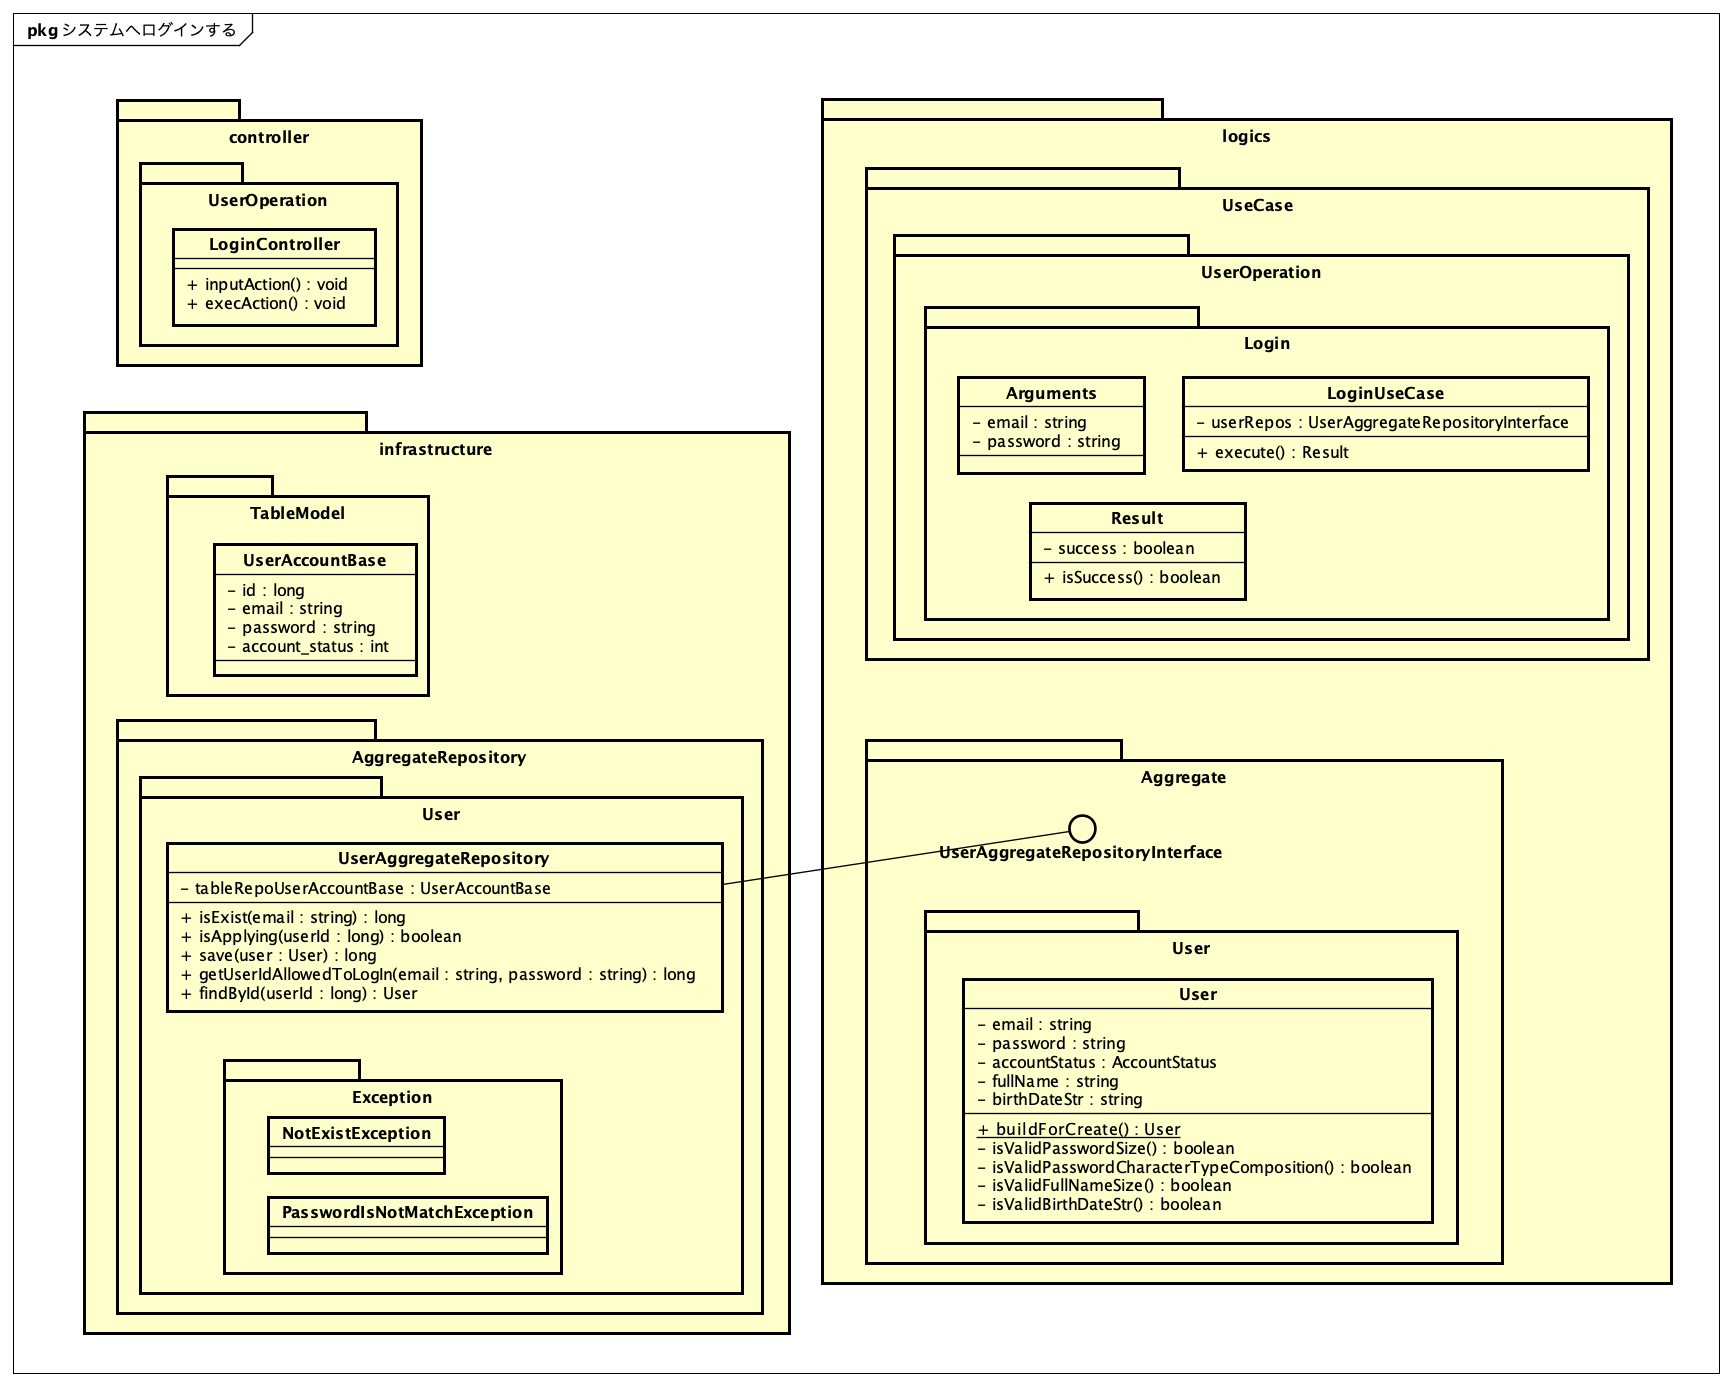 pkg システムへログインする
controller
UserOperation
LoginController
+ inputAction() : void
+ execAction() : void
infrastructure
TableModel
UserAccountBase
- id : long
- email : string
- password : string
- account_status : int
AggregateRepository
User
UserAggregateRepository
- tableRepoUserAccountBase : UserAccountBase
+ isExist(email : string) : long
+ isApplying(userId : long) : boolean
+ save(user : User) : long
+ getUserIdAllowedToLogIn(email : string, password : string) : long
+ findById(userId : long) : User
Exception
NotExistException
PasswordIsNotMatchException
logics
UseCase
UserOperation
Login
Arguments
- email : string
- password : string
LoginUseCase
- userRepos : UserAggregateRepositoryInterface
+ execute() : Result
Result
- success : boolean
+ isSuccess() : boolean
Aggregate
UserAggregateRepositoryInterface
User
User
- email : string
- password : string
- accountStatus : AccountStatus
- fullName : string
- birthDateStr : string
+ buildForCreate() : User
- isValidPasswordSize() : boolean
- isValidPasswordCharacterTypeComposition() : boolean
- isValidFullNameSize() : boolean
- isValidBirthDateStr() : boolean